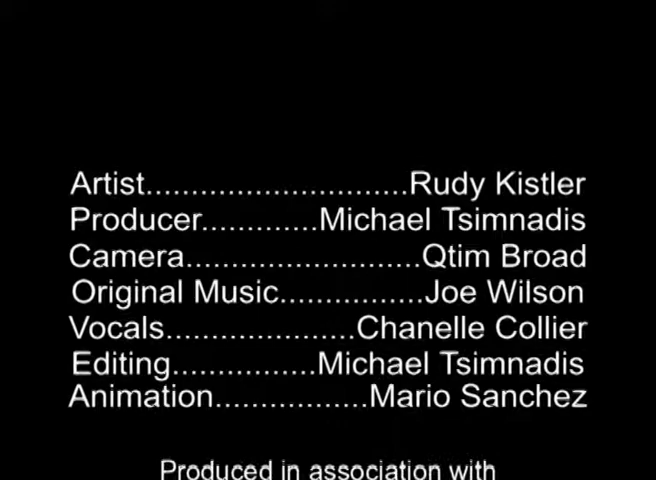 Artist.............................Rudy Kistler
Producer.............Michael Tsimnadis
Camera..........................Qtim Broad
Original Music................Joe Wilson
Vocals.....................Chanelle Collier
Editing................Michael Tsimnadis
Animation.................Mario Sanchez
Produced in association with